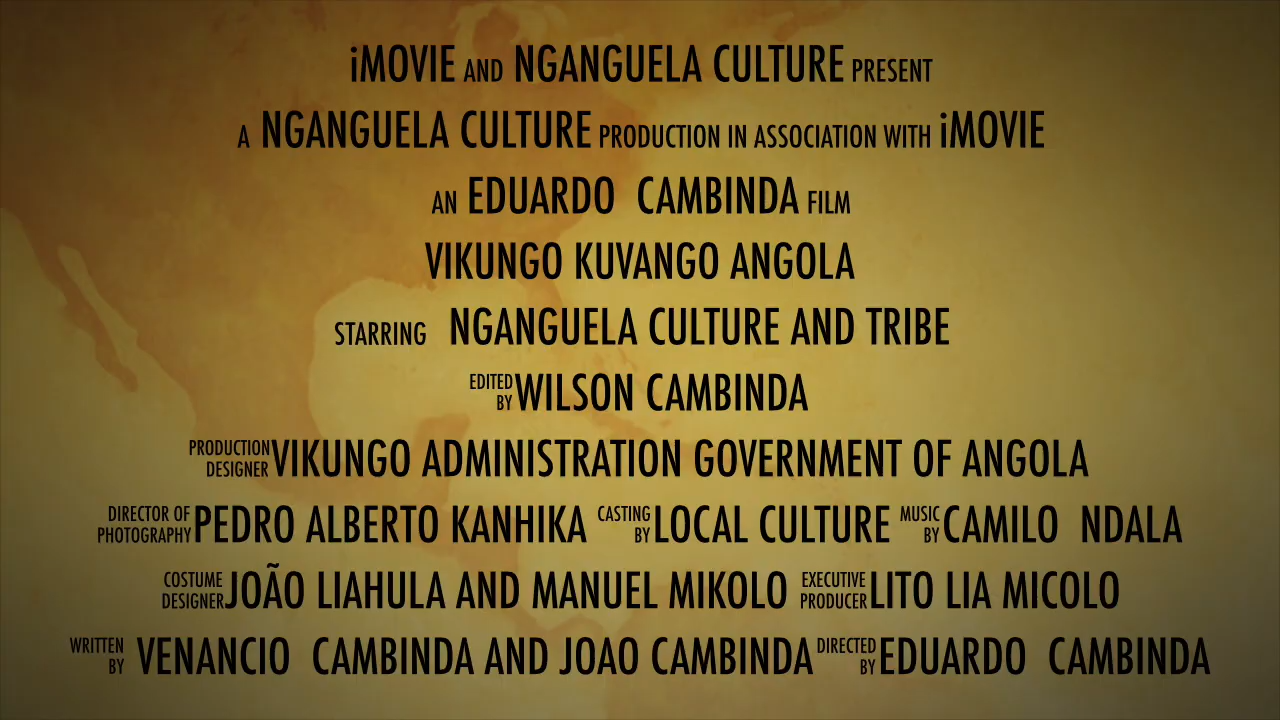 iMOVIE AND NGANGUELA CULTURE PRESENT
A NGANGUELA CULTURE PRODUCTION IN ASSOCIATION WITH iMOVIE
AN EDUARDO CAMBINDA FILM
VIKUNGO KUVANGO ANGOLA
STARRING NGANGUELA CULTURE AND TRIBE
EDITED BY WILSON CAMBINDA
PRODUCTION DESIGNER VIKUNGO ADMINISTRATION GOVERNMENT OF ANGOLA
DIRECTOR OF PHOTOGRAPHY PEDRO ALBERTO KANHIKA CASTING BY LOCAL CULTURE MUSIC BY CAMILO NDALA
COSTUME DESIGNER JOÃO LIAHULA AND MANUEL MIKOLO EXECUTIVE PRODUCER LITO LIA MICOLO
WRITTEN BY VENANCIO CAMBINDA AND JOAO CAMBINDA DIRECTED BY EDUARDO CAMBINDA